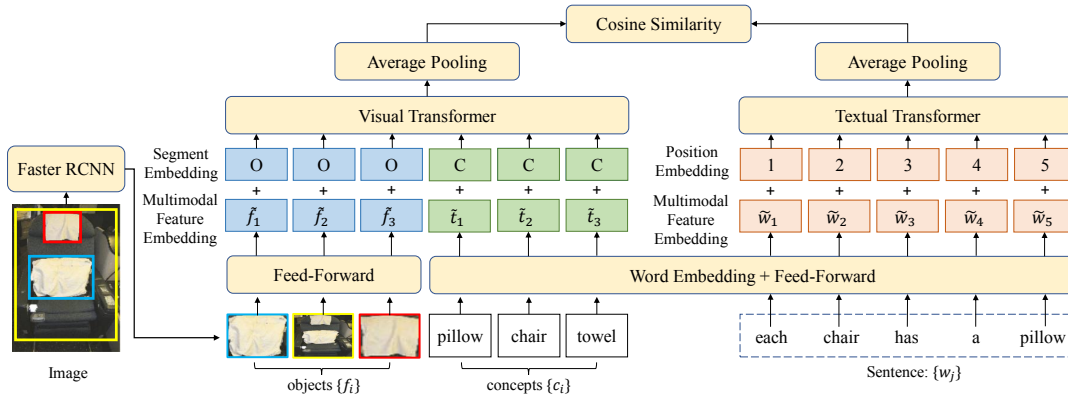 Cosine Similarity
Average Pooling
Average Pooling
Visual Transformer
Textual Transformer
Segment
Embedding
O O O C C C
Position
Embedding
1 2 3 4 5
+ + + + + +
+ + + + +
Multimodal
Feature
Embedding
f̃₁ f̃₂ f̃₃ t̃₁ t̃₂ t̃₃
Multimodal
Feature
Embedding
w̃₁ w̃₂ w̃₃ w̃₄ w̃₅
Faster RCNN
Feed-Forward
Word Embedding + Feed-Forward
pillow chair towel
each chair has a pillow
Image
objects {fᵢ}
concepts {cᵢ}
Sentence: {wⱼ}